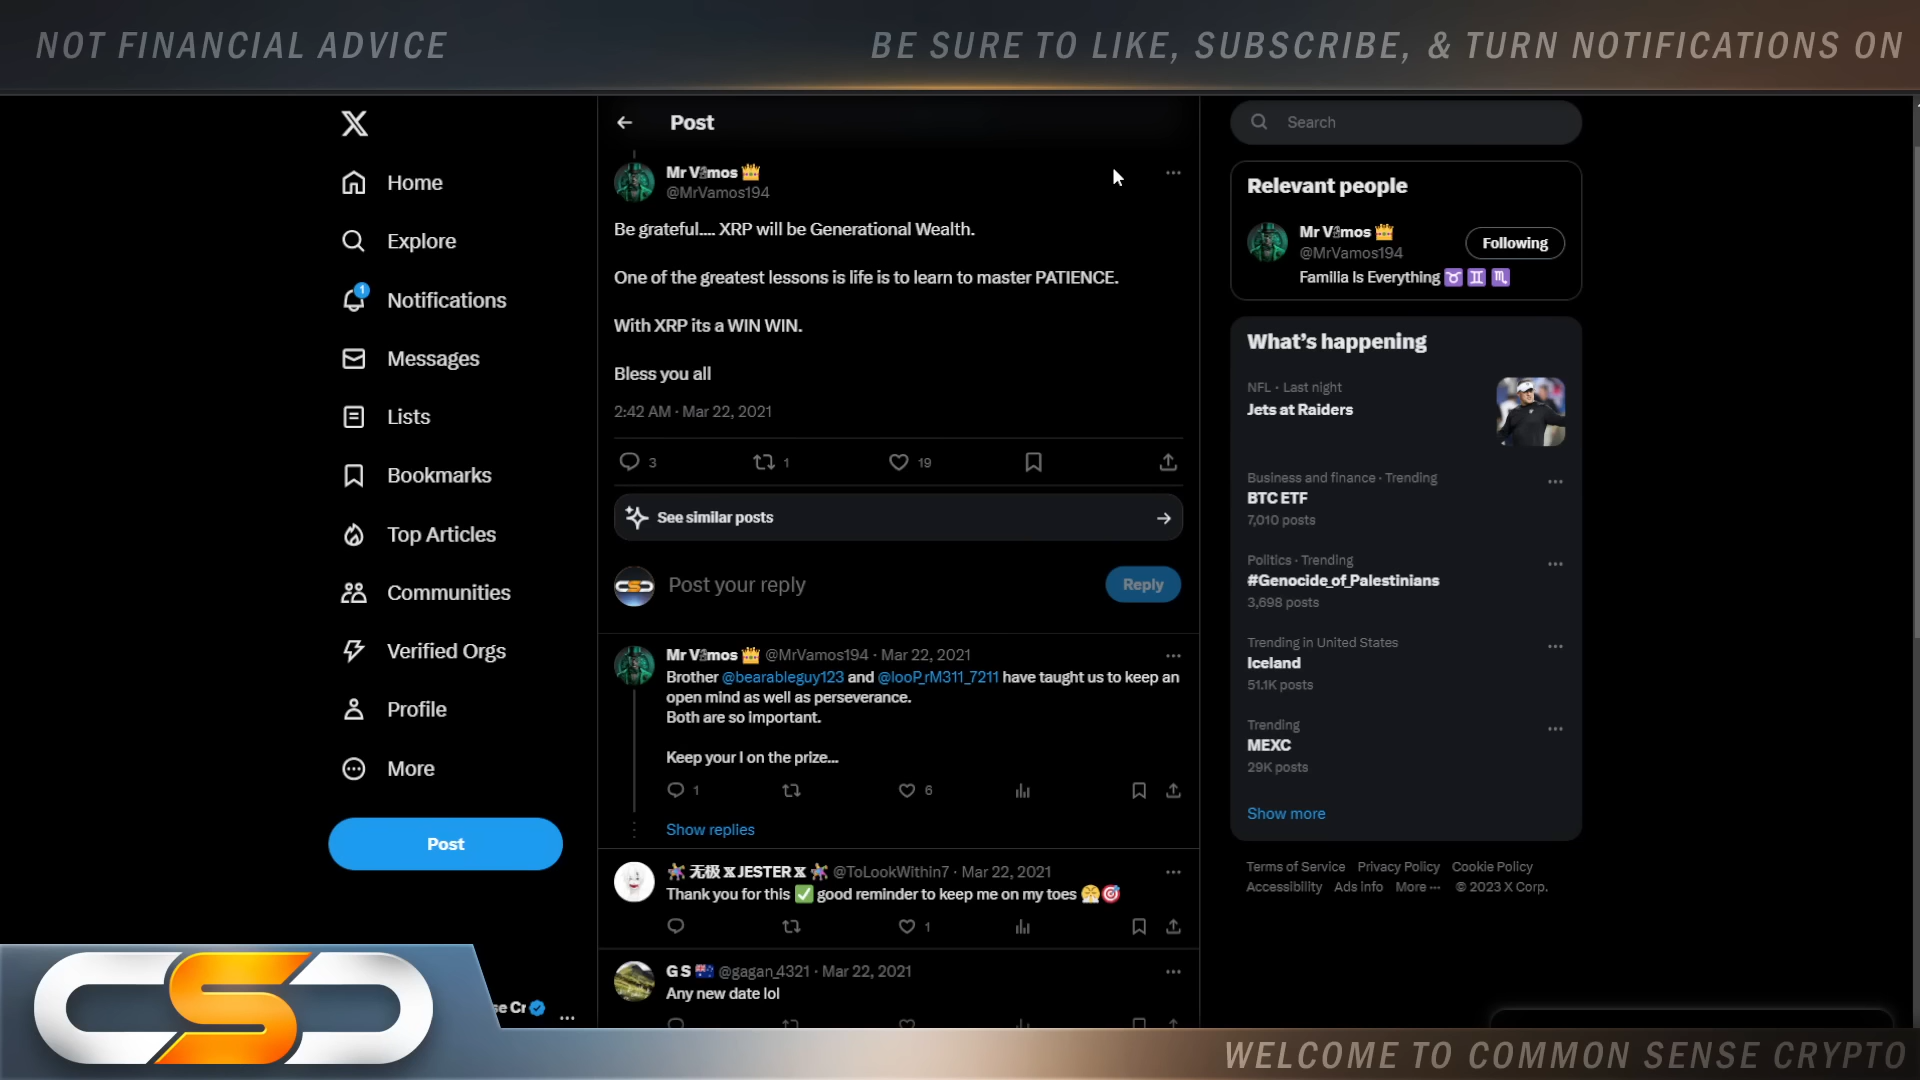 NOT FINANCIAL ADVICE
BE SURE TO LIKE, SUBSCRIBE, & TURN NOTIFICATIONS ON
Home
Explore
1
Notifications
Messages
Lists
Bookmarks
Top Articles
Communities
Verified Orgs
Profile
More
Post
se Cr
Post
Mr Vmos 👑
@MrVamos194
Be grateful.... XRP will be Generational Wealth.
One of the greatest lessons is life is to learn to master PATIENCE.
With XRP its a WIN WIN.
Bless you all
2:42 AM · Mar 22, 2021
3 1 19
See similar posts
CSC
Post your reply
Reply
Mr Vmos 👑 @MrVamos194 · Mar 22, 2021
Brother @bearableguy123 and @looP_rM311_7211 have taught us to keep an
open mind as well as perseverance.
Both are so important.
Keep your I on the prize...
1 6
Show replies
无极 𝕏 JESTER 𝕏 @ToLookWithin7 · Mar 22, 2021
Thank you for this ✅ good reminder to keep me on my toes 😤🎯
1
G S 🇦🇺 @gagan_4321 · Mar 22, 2021
Any new date lol
Search
Relevant people
Mr Vmos 👑
@MrVamos194
Following
Familla Is Everything ♉ ♊ ♏
What's happening
NFL · Last night
Jets at Raiders
Business and finance · Trending
BTC ETF
7,010 posts
Politics · Trending
#Genocide_of_Palestinians
3,698 posts
Trending in United States
Iceland
51.1K posts
Trending
MEXC
29K posts
Show more
Terms of Service Privacy Policy Cookie Policy
Accessibility Ads info More ··· © 2023 X Corp.
CSC
WELCOME TO COMMON SENSE CRYPTO